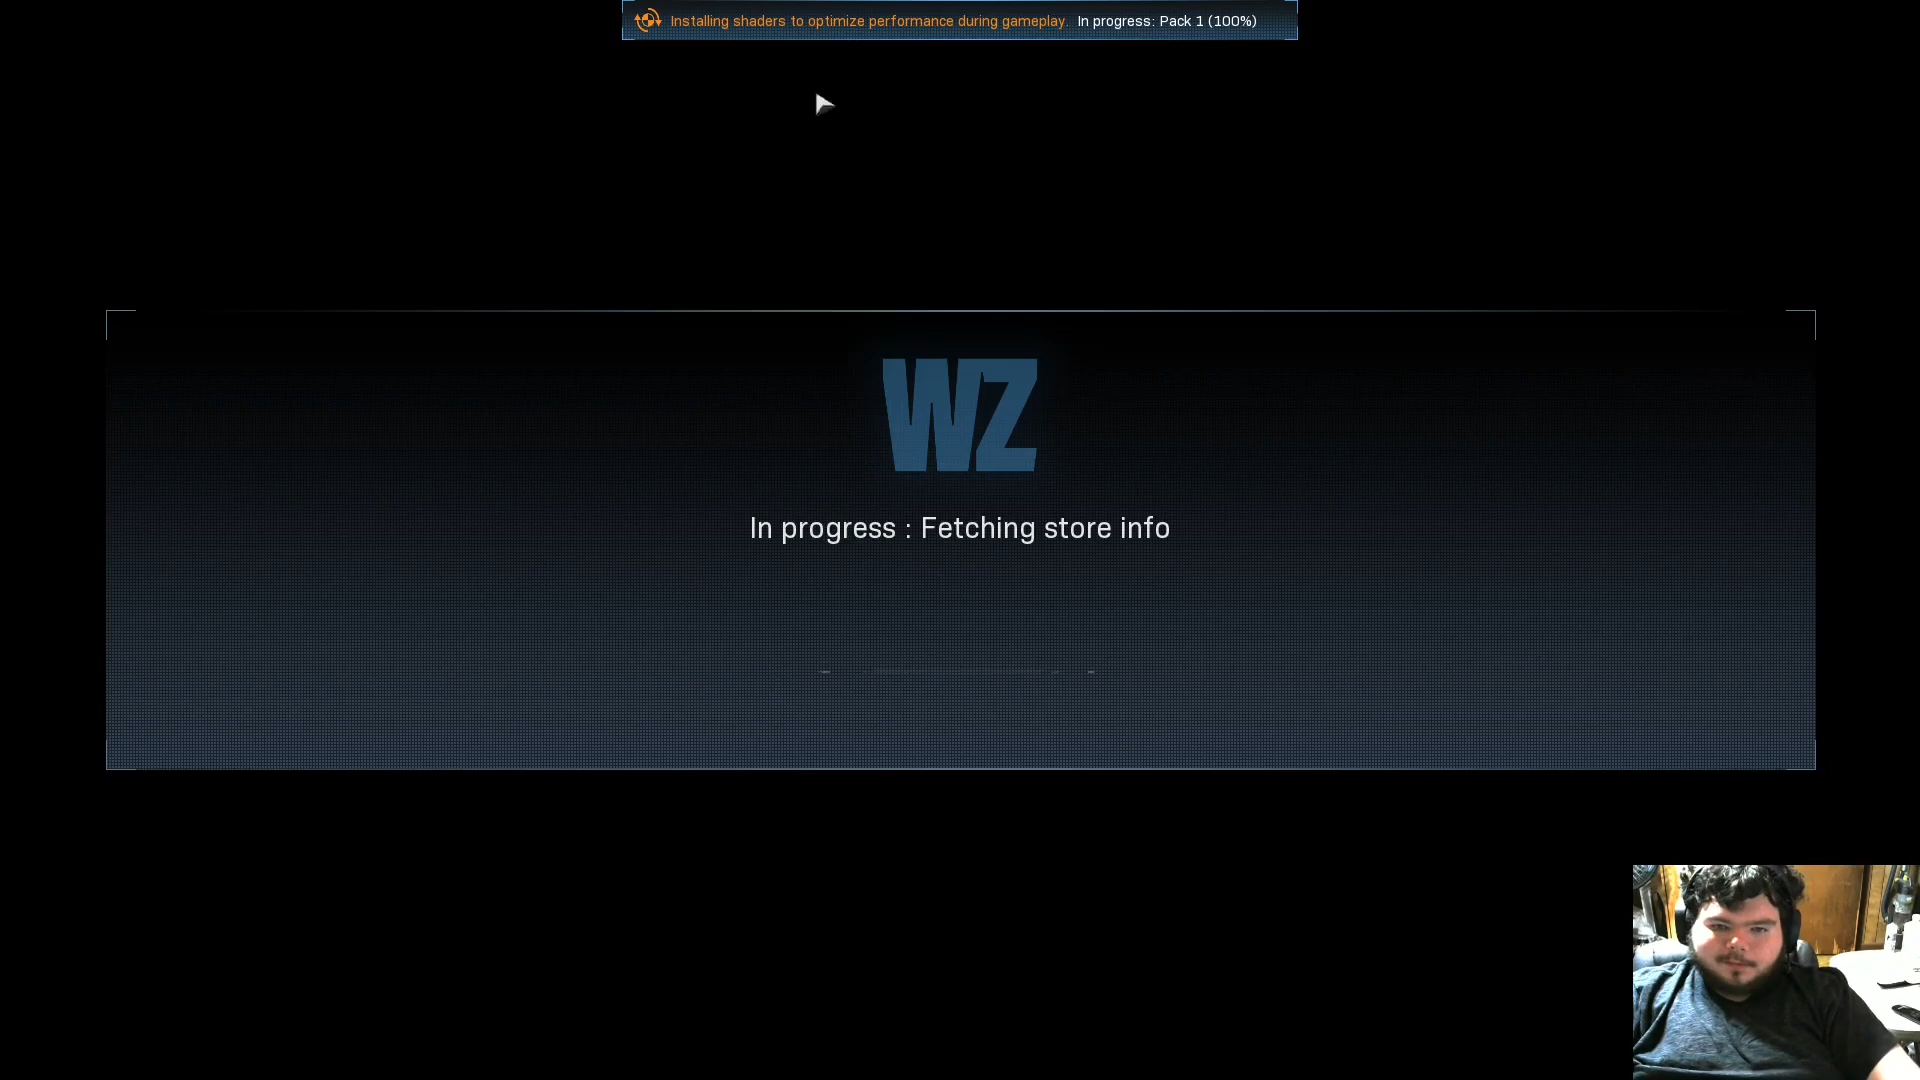 Installing shaders to optimize performance during gameplay. In progress: Pack 1 (100%)
WZ
In progress : Fetching store info